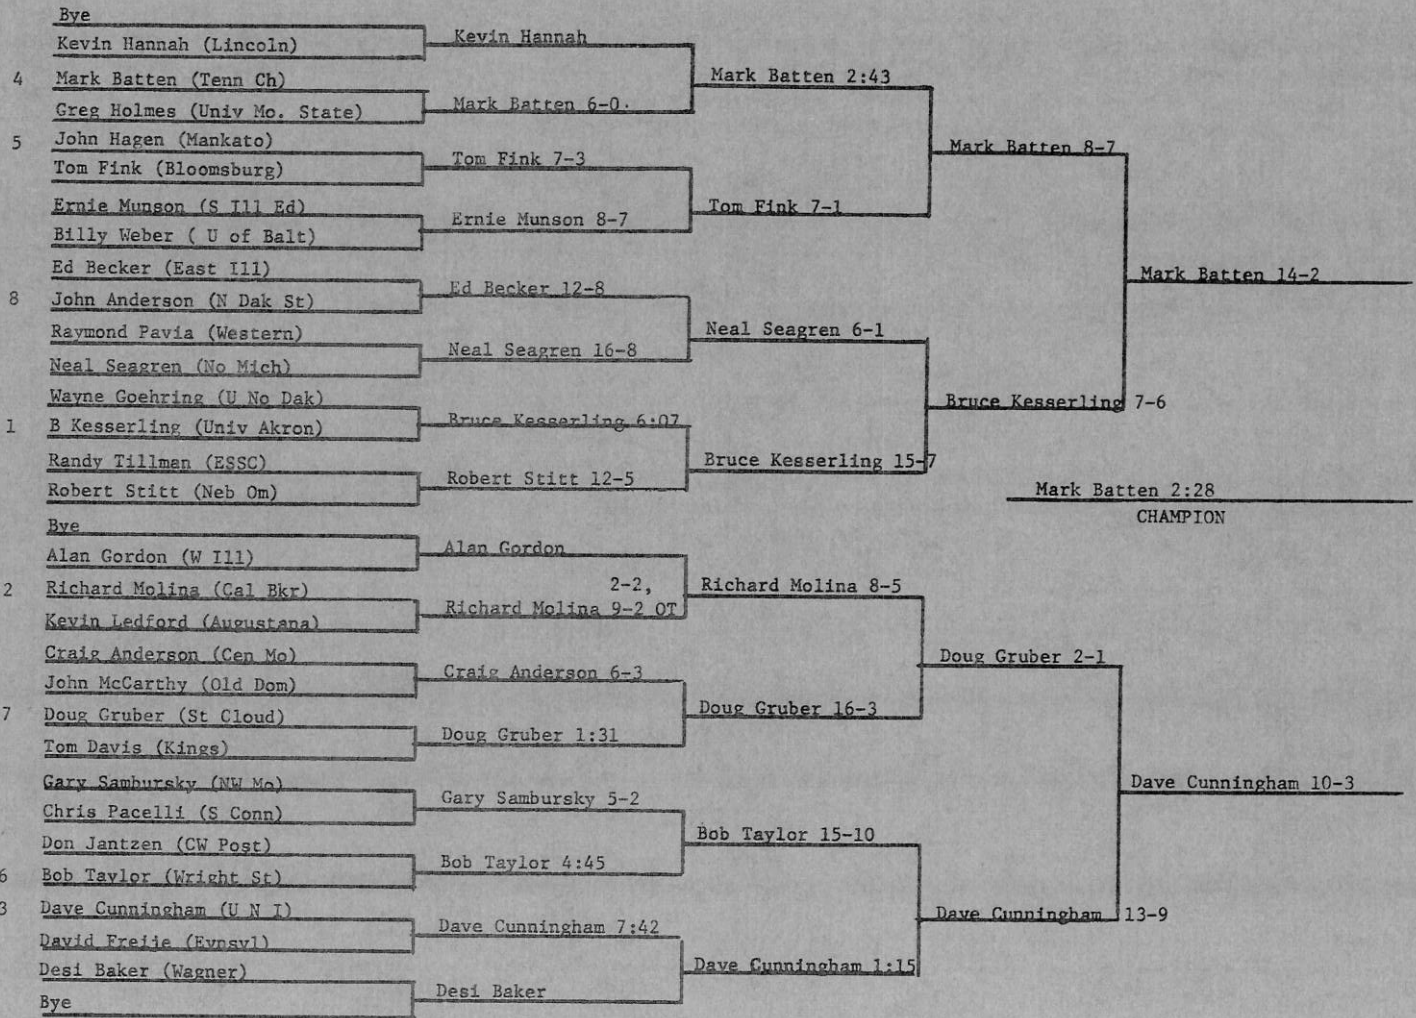 Bye
Kevin Hannah (Lincoln)
4 Mark Batten (Tenn Ch)
Greg Holmes (Univ Mo. State)
5 John Hagen (Mankato)
Tom Fink (Bloomsburg)
Ernie Munson (S Ill Ed)
Billy Weber ( U of Balt)
Ed Becker (East Ill)
8 John Anderson (N Dak St)
Raymond Pavia (Western)
Neal Seagren (No Mich)
Wayne Goehring (U No Dak)
1 B Kesserling (Univ Akron)
Randy Tillman (ESSC)
Robert Stitt (Neb Om)
Bye
Alan Gordon (W Ill)
2 Richard Molina (Cal Bkr)
Kevin Ledford (Augustana)
Craig Anderson (Cen Mo)
John McCarthy (Old Dom)
7 Doug Gruber (St Cloud)
Tom Davis (Kings)
Gary Sambursky (NW Mo)
Chris Pacelli (S Conn)
Don Jantzen (CW Post)
6 Bob Taylor (Wright St)
3 Dave Cunningham (U N I)
David Freije (Evnsvl)
Desi Baker (Wagner)
Bye
Kevin Hannah
Mark Batten 6-0
Tom Fink 7-3
Ernie Munson 8-7
Ed Becker 12-8
Neal Seagren 16-8
Bruce Kesserling 6:07
Robert Stitt 12-5
Alan Gordon
2-2,
Richard Molina 9-2 OT
Craig Anderson 6-3
Doug Gruber 1:31
Gary Sambursky 5-2
Bob Taylor 4:45
Dave Cunningham 7:42
Desi Baker
Mark Batten 2:43
Tom Fink 7-1
Neal Seagren 6-1
Bruce Kesserling 15-7
Richard Molina 8-5
Doug Gruber 16-3
Bob Taylor 15-10
Dave Cunningham 1:15
Mark Batten 8-7
Bruce Kesserling 7-6
Doug Gruber 2-1
Dave Cunningham 13-9
Mark Batten 14-2
Dave Cunningham 10-3
Mark Batten 2:28
CHAMPION